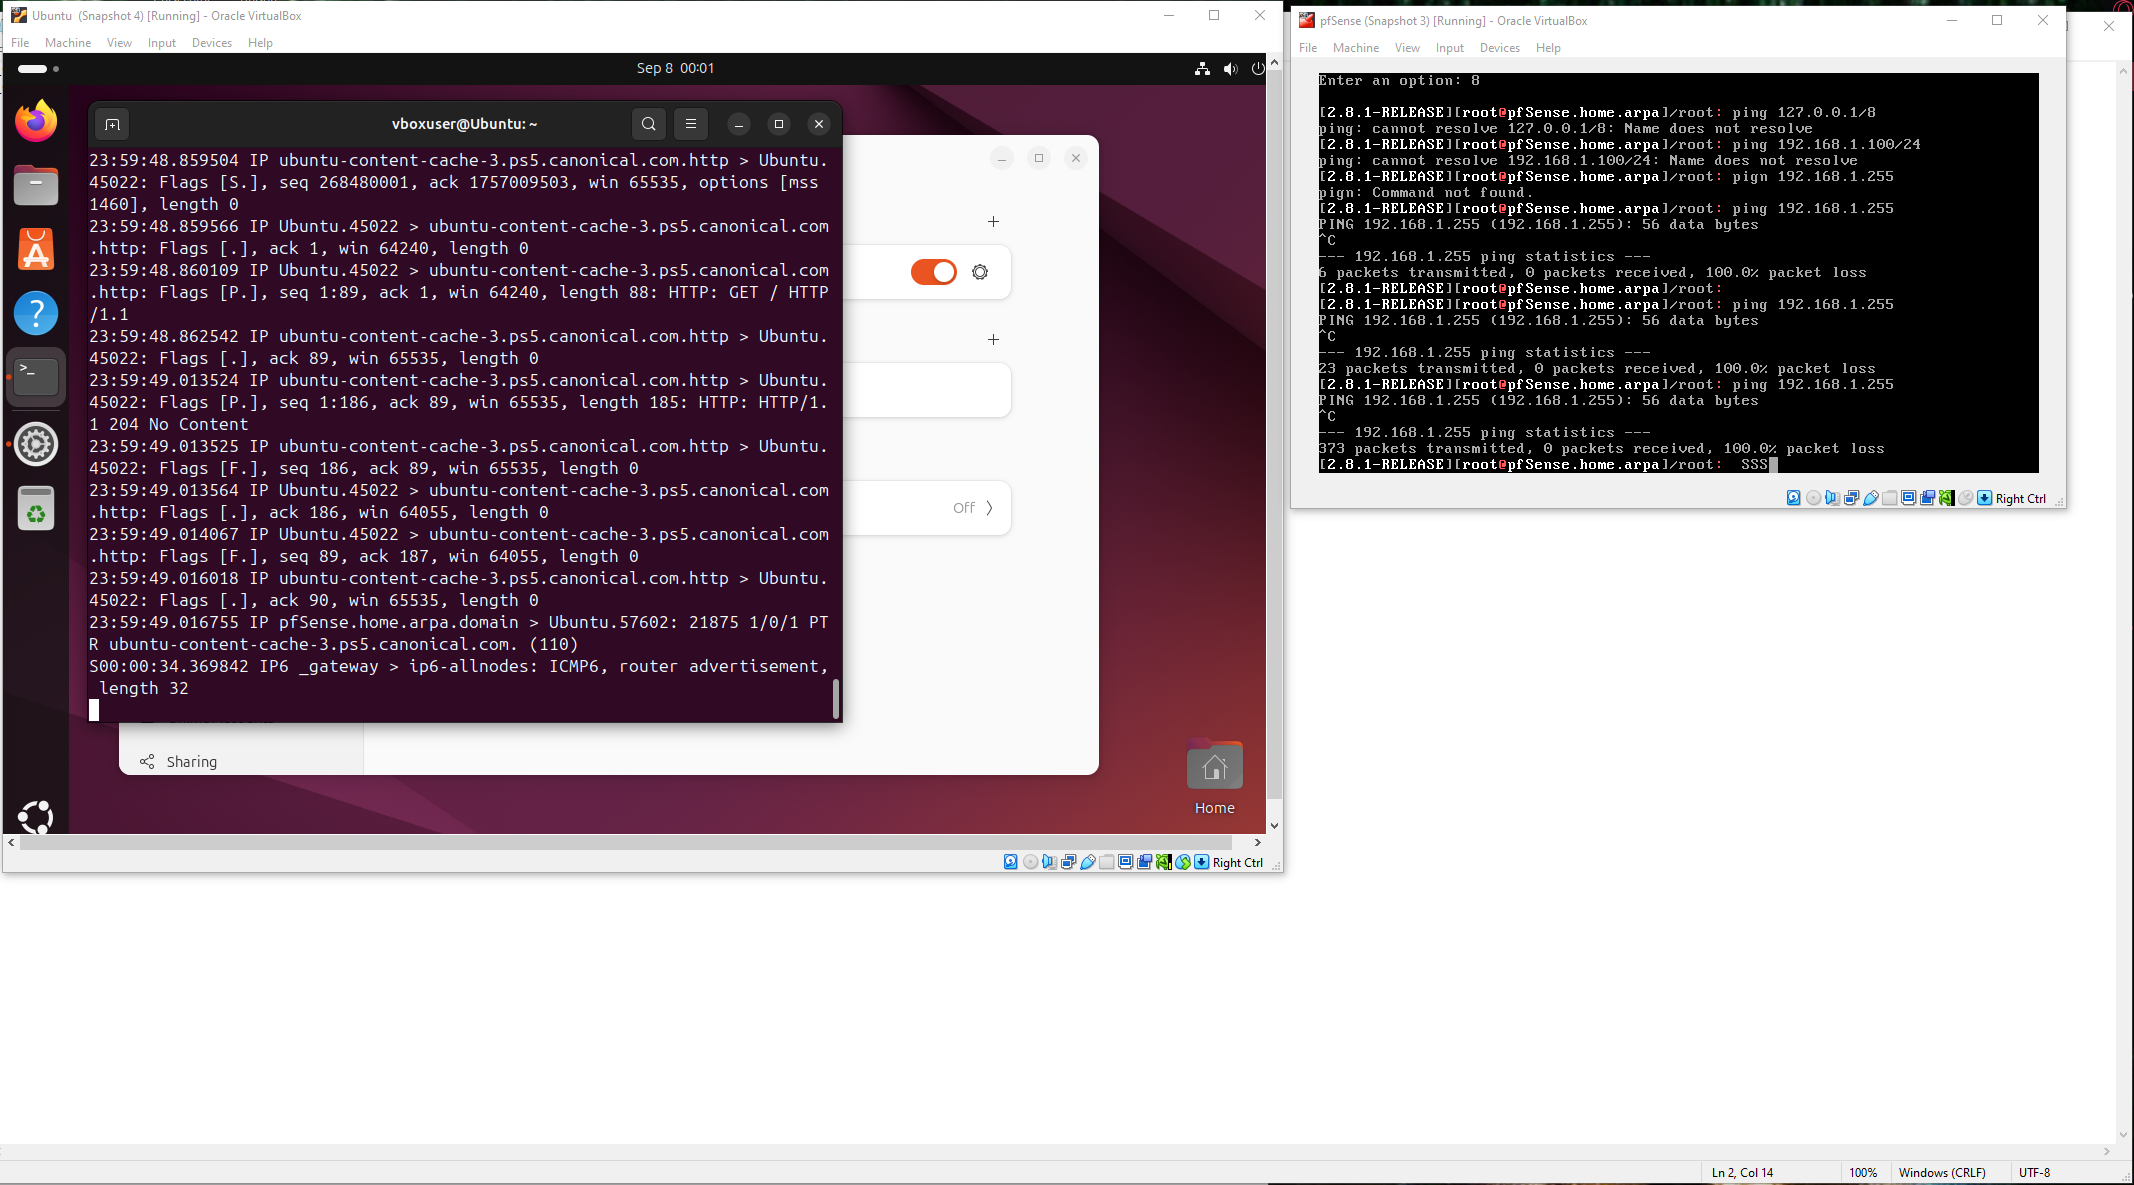 Ubuntu (Snapshot 4) [Running] - Oracle VirtualBox
File Machine View Input Devices Help
Sep 8 00:01
vboxuser@Ubuntu: ~
23:59:48.859504 IP ubuntu-content-cache-3.ps5.canonical.com.http > Ubuntu.
45022: Flags [S.], seq 268480001, ack 1757009503, win 65535, options [mss
1460], length 0
23:59:48.859566 IP Ubuntu.45022 > ubuntu-content-cache-3.ps5.canonical.com
.http: Flags [.], ack 1, win 64240, length 0
23:59:48.860109 IP Ubuntu.45022 > ubuntu-content-cache-3.ps5.canonical.com
.http: Flags [P.], seq 1:89, ack 1, win 64240, length 88: HTTP: GET / HTTP
/1.1
23:59:48.862542 IP ubuntu-content-cache-3.ps5.canonical.com.http > Ubuntu.
45022: Flags [.], ack 89, win 65535, length 0
23:59:49.013524 IP ubuntu-content-cache-3.ps5.canonical.com.http > Ubuntu.
45022: Flags [P.], seq 1:186, ack 89, win 65535, length 185: HTTP: HTTP/1.
1 204 No Content
23:59:49.013525 IP ubuntu-content-cache-3.ps5.canonical.com.http > Ubuntu.
45022: Flags [F.], seq 186, ack 89, win 65535, length 0
23:59:49.013564 IP Ubuntu.45022 > ubuntu-content-cache-3.ps5.canonical.com
.http: Flags [.], ack 186, win 64055, length 0
23:59:49.014067 IP Ubuntu.45022 > ubuntu-content-cache-3.ps5.canonical.com
.http: Flags [F.], seq 89, ack 187, win 64055, length 0
23:59:49.016018 IP ubuntu-content-cache-3.ps5.canonical.com.http > Ubuntu.
45022: Flags [.], ack 90, win 65535, length 0
23:59:49.016755 IP pfSense.home.arpa.domain > Ubuntu.57602: 21875 1/0/1 PT
R ubuntu-content-cache-3.ps5.canonical.com. (110)
S00:00:34.369842 IP6 _gateway > ip6-allnodes: ICMP6, router advertisement,
length 32
Off
Sharing
Home
Right Ctrl
pfSense (Snapshot 3) [Running] - Oracle VirtualBox
File Machine View Input Devices Help
Enter an option: 8
[2.8.1-RELEASE][root@pfSense.home.arpa]/root: ping 127.0.0.1/8
ping: cannot resolve 127.0.0.1/8: Name does not resolve
[2.8.1-RELEASE][root@pfSense.home.arpa]/root: ping 192.168.1.100/24
ping: cannot resolve 192.168.1.100/24: Name does not resolve
[2.8.1-RELEASE][root@pfSense.home.arpa]/root: pign 192.168.1.255
pign: Command not found.
[2.8.1-RELEASE][root@pfSense.home.arpa]/root: ping 192.168.1.255
PING 192.168.1.255 (192.168.1.255): 56 data bytes
^C
--- 192.168.1.255 ping statistics ---
6 packets transmitted, 0 packets received, 100.0% packet loss
[2.8.1-RELEASE][root@pfSense.home.arpa]/root:
[2.8.1-RELEASE][root@pfSense.home.arpa]/root: ping 192.168.1.255
PING 192.168.1.255 (192.168.1.255): 56 data bytes
^C
--- 192.168.1.255 ping statistics ---
23 packets transmitted, 0 packets received, 100.0% packet loss
[2.8.1-RELEASE][root@pfSense.home.arpa]/root: ping 192.168.1.255
PING 192.168.1.255 (192.168.1.255): 56 data bytes
^C
--- 192.168.1.255 ping statistics ---
373 packets transmitted, 0 packets received, 100.0% packet loss
[2.8.1-RELEASE][root@pfSense.home.arpa]/root: SSS
Right Ctrl
Ln 2, Col 14 100% Windows (CRLF) UTF-8